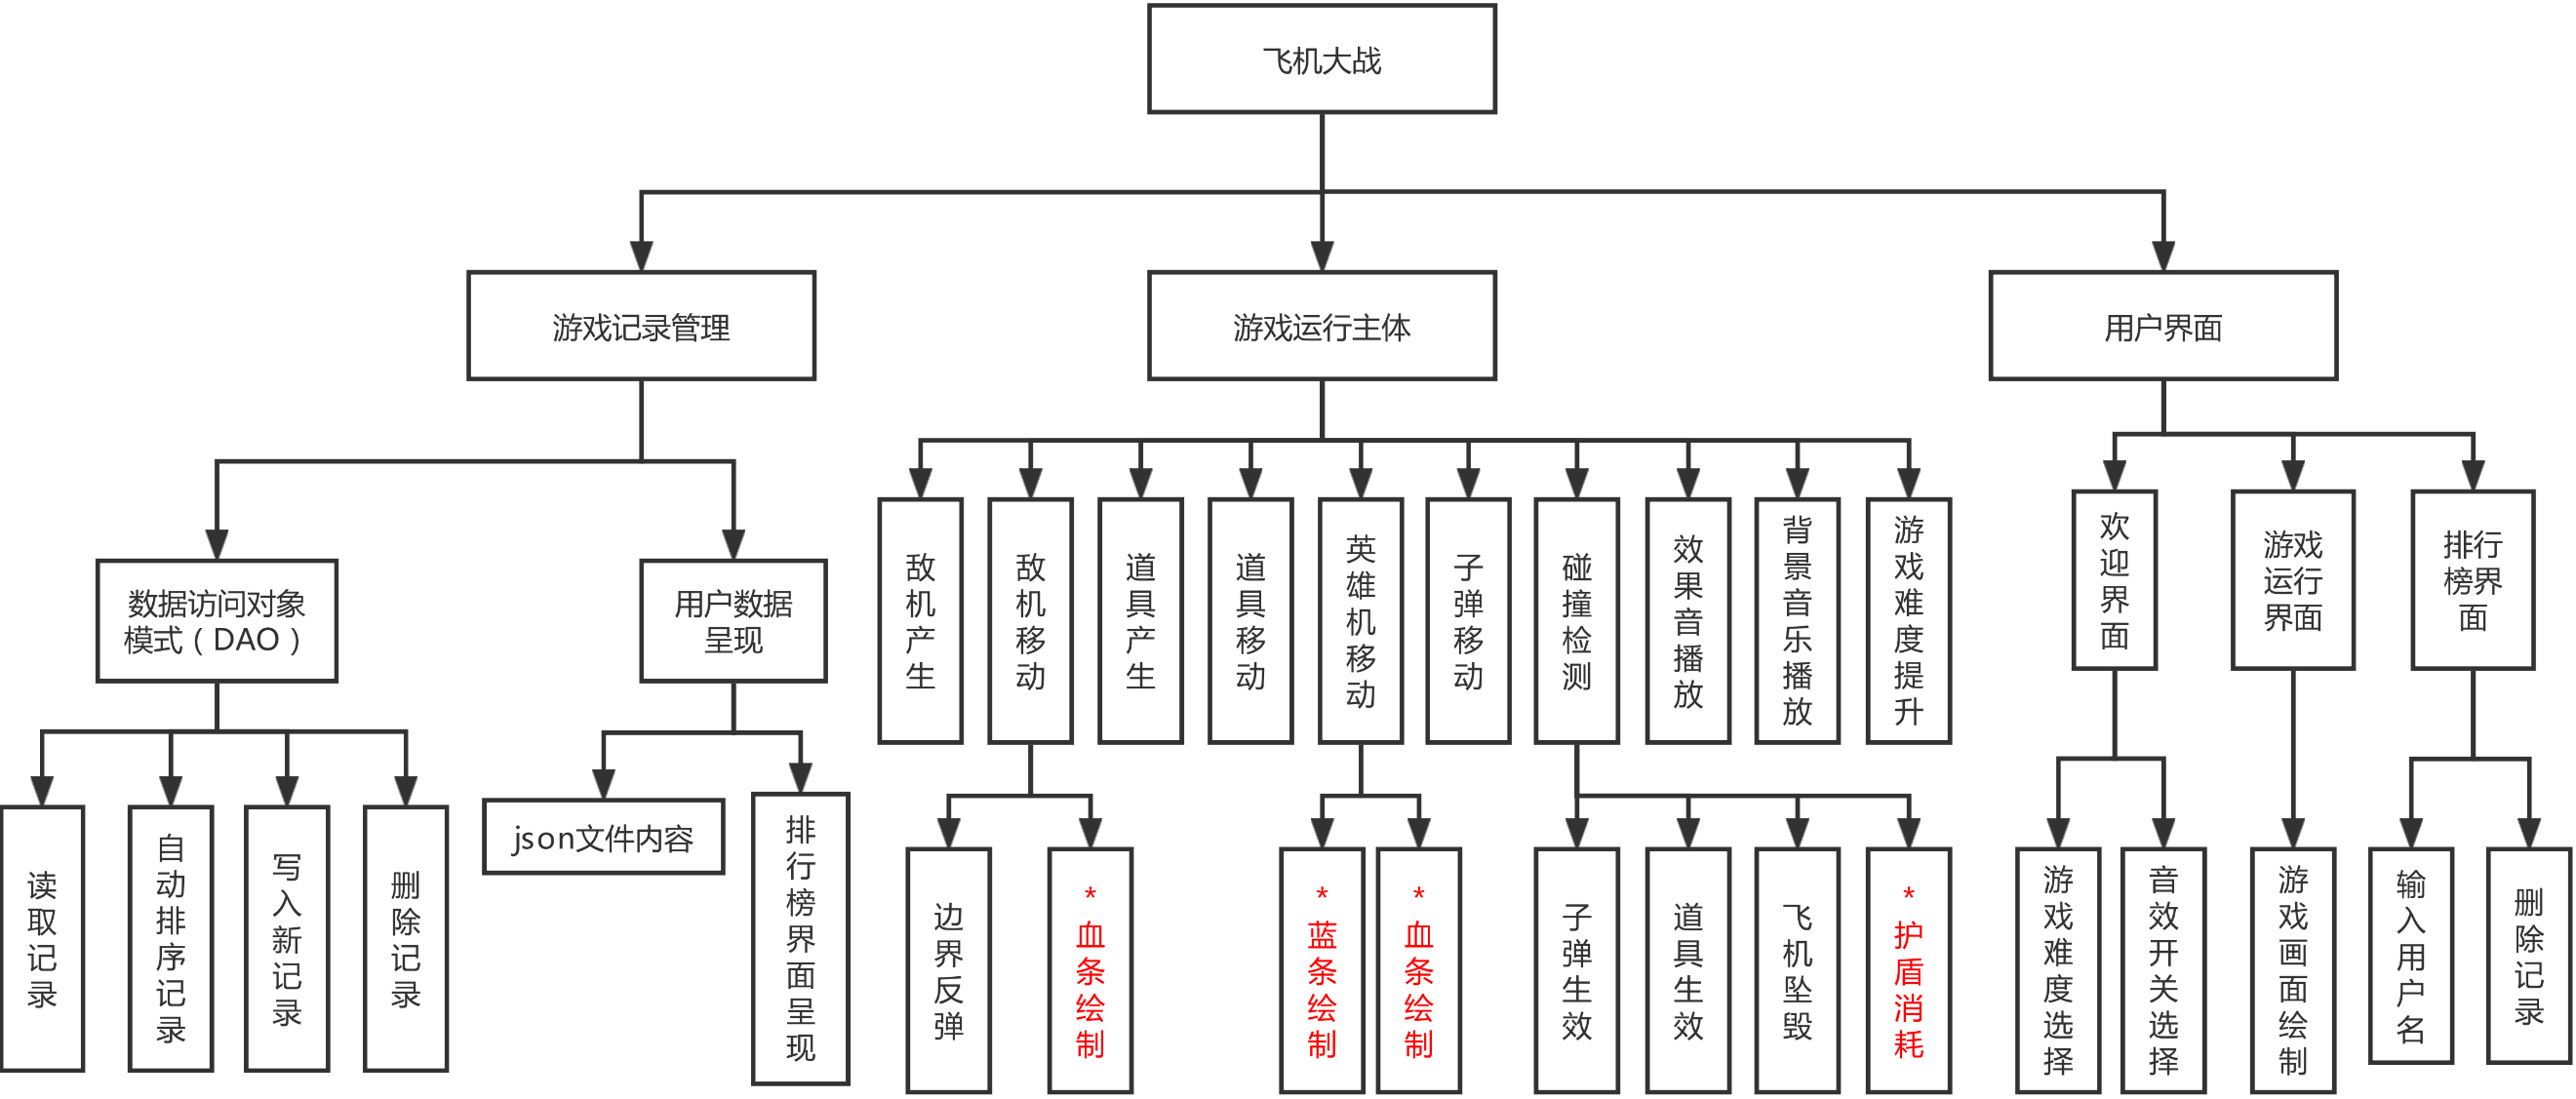 飞机大战
游戏记录管理
游戏运行主体
用户界面
数据访问对象
模式（DAO）
用户数据
呈现
敌机产生
敌机移动
道具产生
道具移动
英雄机移动
子弹移动
碰撞检测
效果音播放
背景音乐播放
游戏难度提升
欢迎界面
游戏
运行
界面
排行
榜界
面
读取记录
自动排序记录
写入新记录
删除记录
json文件内容
排行榜界面呈现
边界反弹
*血条绘制
*蓝条绘制
*血条绘制
子弹生效
道具生效
飞机坠毁
*护盾消耗
游戏难度选择
音效开关选择
游戏画面绘制
输入用户名
删除记录